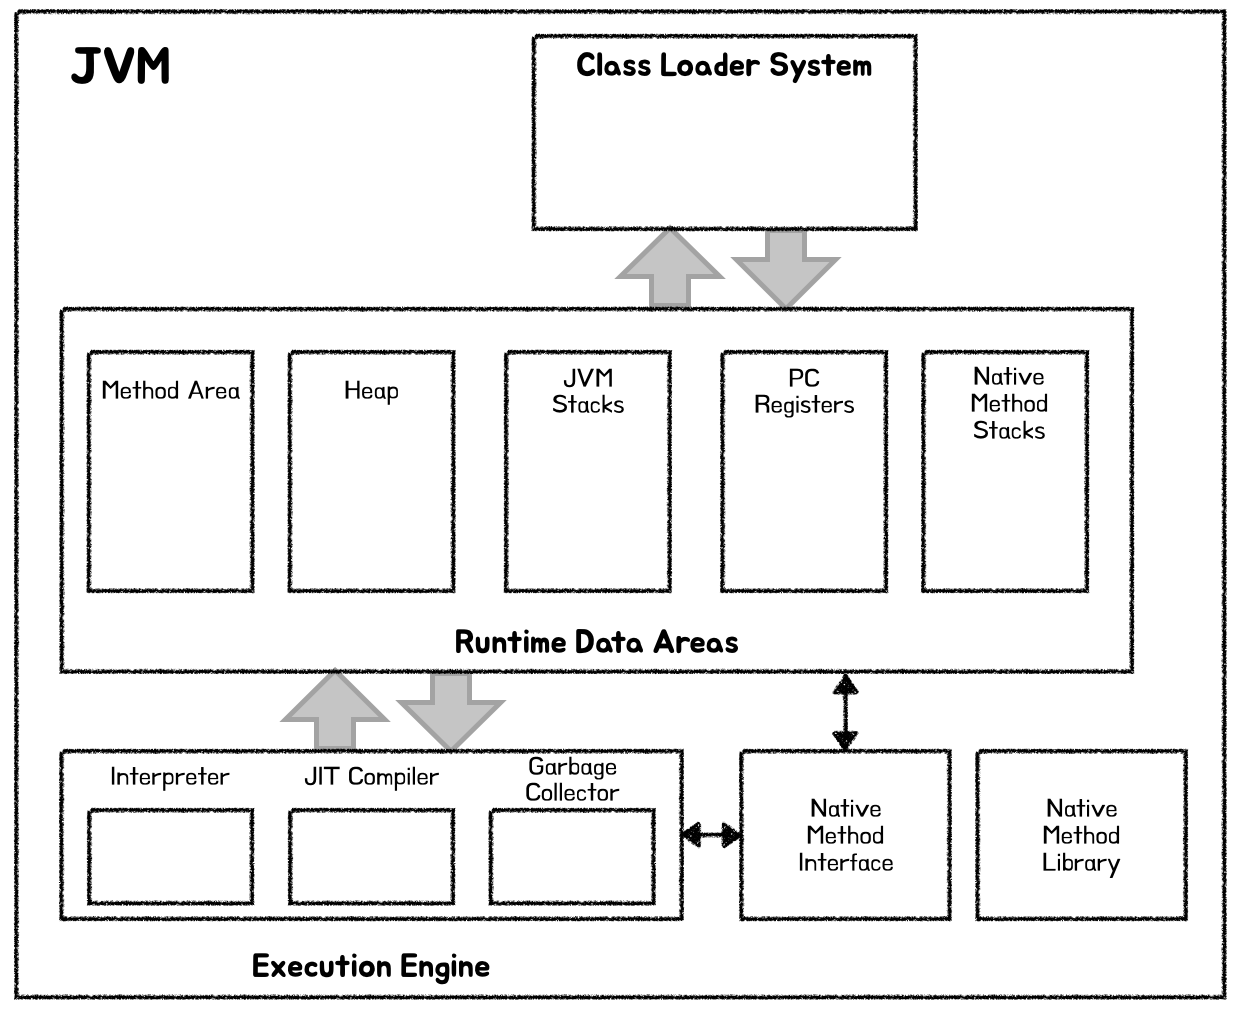 JVM
Class Loader System
Method Area
Heap
JVM
Stacks
PC
Registers
Native
Method
Stacks
Runtime Data Areas
Interpreter
JIT Compiler
Garbage
Collector
Native
Method
Interface
Native
Method
Library
Execution Engine